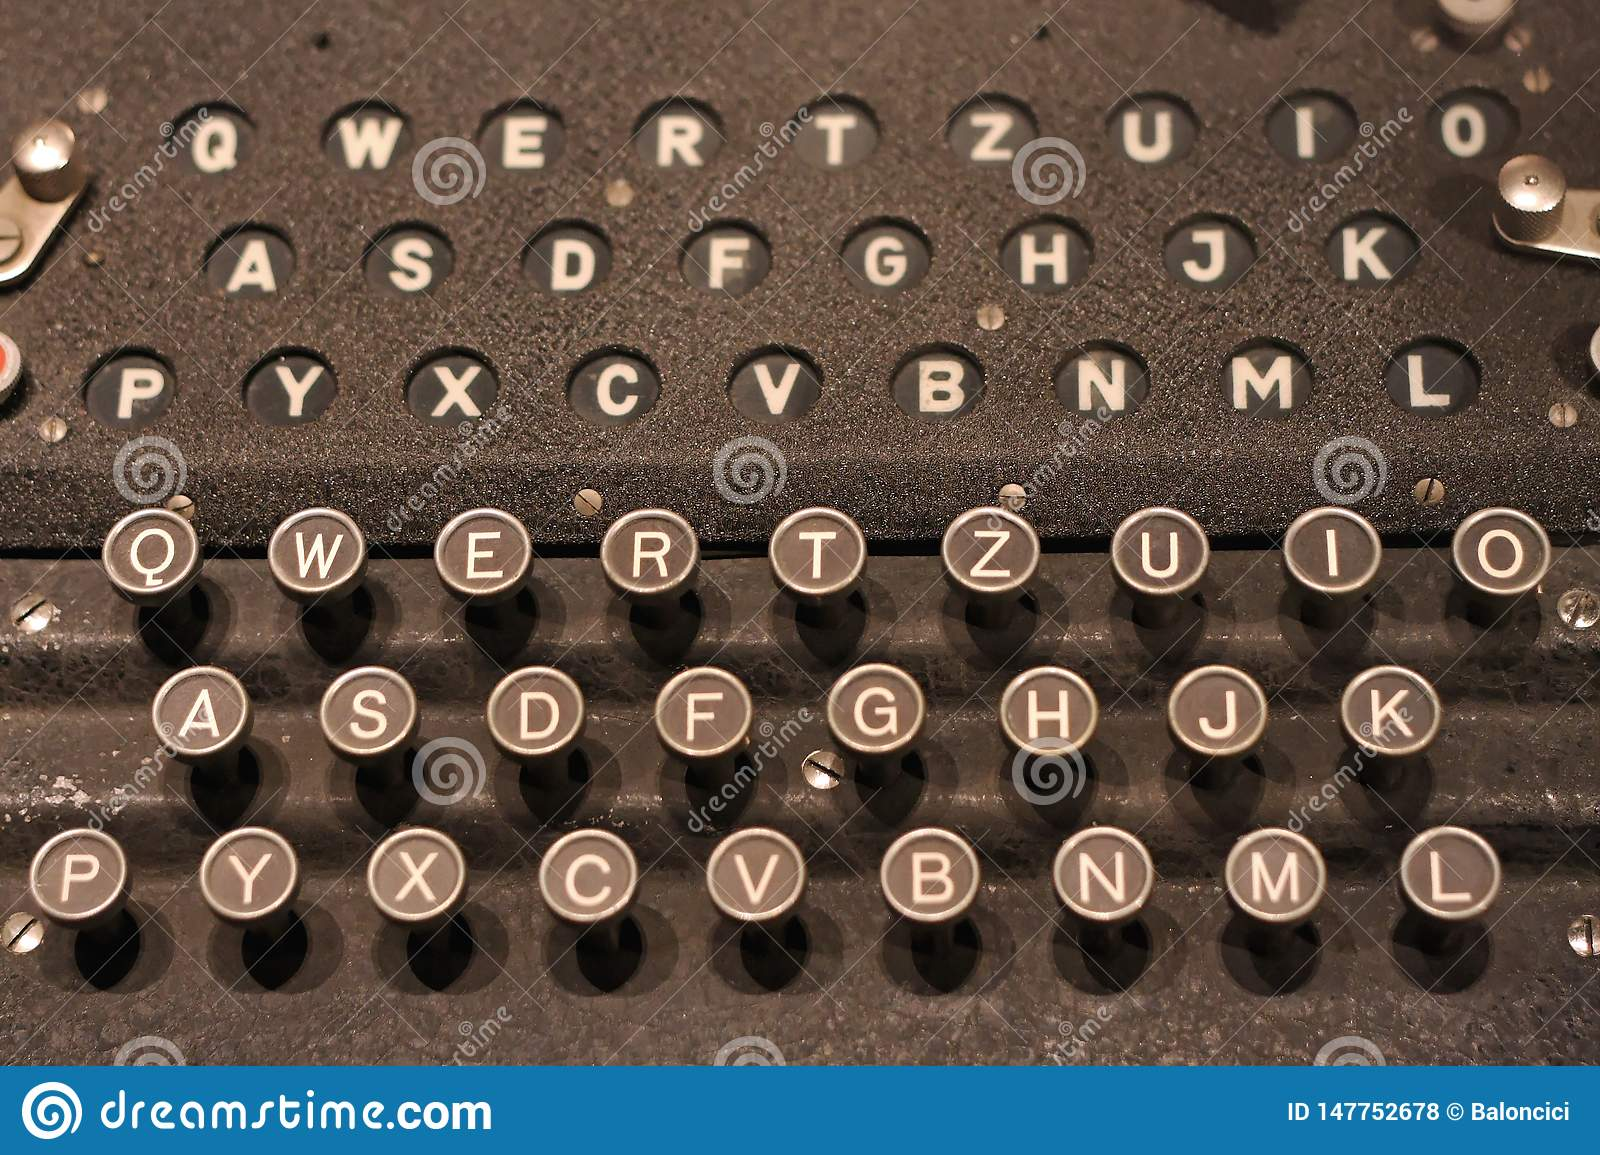 Q W E R T Z U I O
A S D F G H J K
P Y X C V B N M L
Q W E R T Z U I O
A S D F G H J K
P Y X C V B N M L
dreamstime.com
ID 147752678 © Baloncici